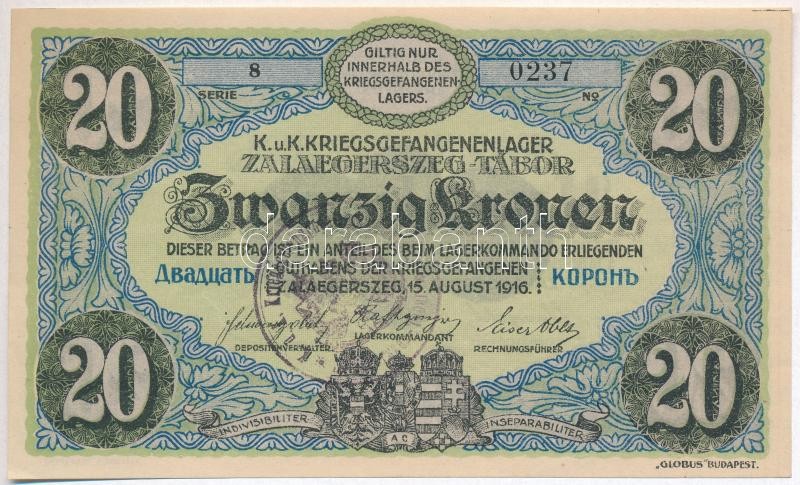 20
8
SERIE
GILTIG NUR
INNERHALB DES
KRIEGSGEFANGENEN-
LAGERS.
0237
No
20
K.u.K.KRIEGSGEFANGENENLAGER
ZALAEGERSZEG-TÁBOR
Zwanzig Kronen
DIESER BETRAG IST EIN ANTEIL DES BEIM LAGERKOMMANDO ERLIEGENDEN
Двадцать GUTHABENS DER KRIEGSGEFANGENEN КОРОНЪ
ZALAEGERSZEG, 15. AUGUST 1916.
DEPOSITENVERWALTER. LAGERKOMMANDANT RECHNUNGSFÜHRER.
20
INDIVISIBILITER AC INSEPARABILITER
20
„GLOBUS" BUDAPEST.
darabanth